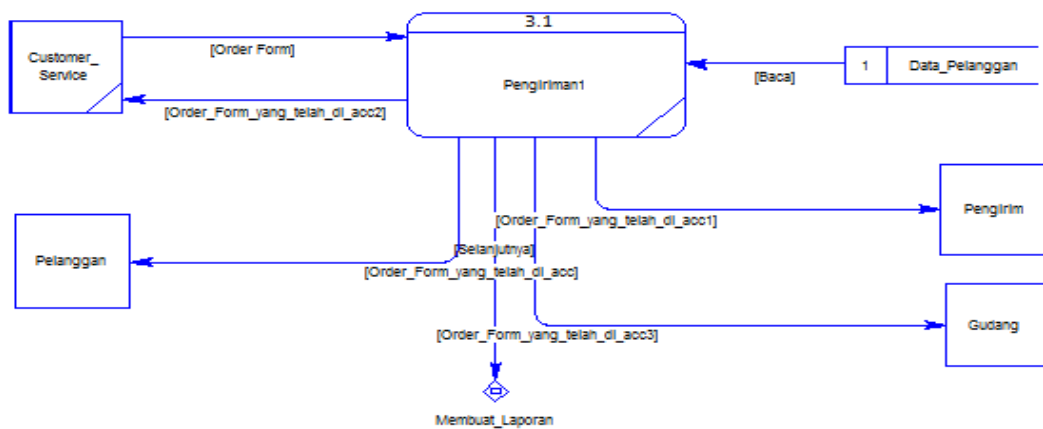 3.1
Customer_
Service
[Order Form]
Pengiriman1
[Baca]
1
Data_Pelanggan
[Order_Form_yang_telah_di_acc2]
Pengirim
[Order_Form_yang_telah_di_acc1]
Pelanggan
[Selanjutnya]
[Order_Form_yang_telah_di_acc]
Gudang
[Order_Form_yang_telah_di_acc3]
Membuat_Laporan